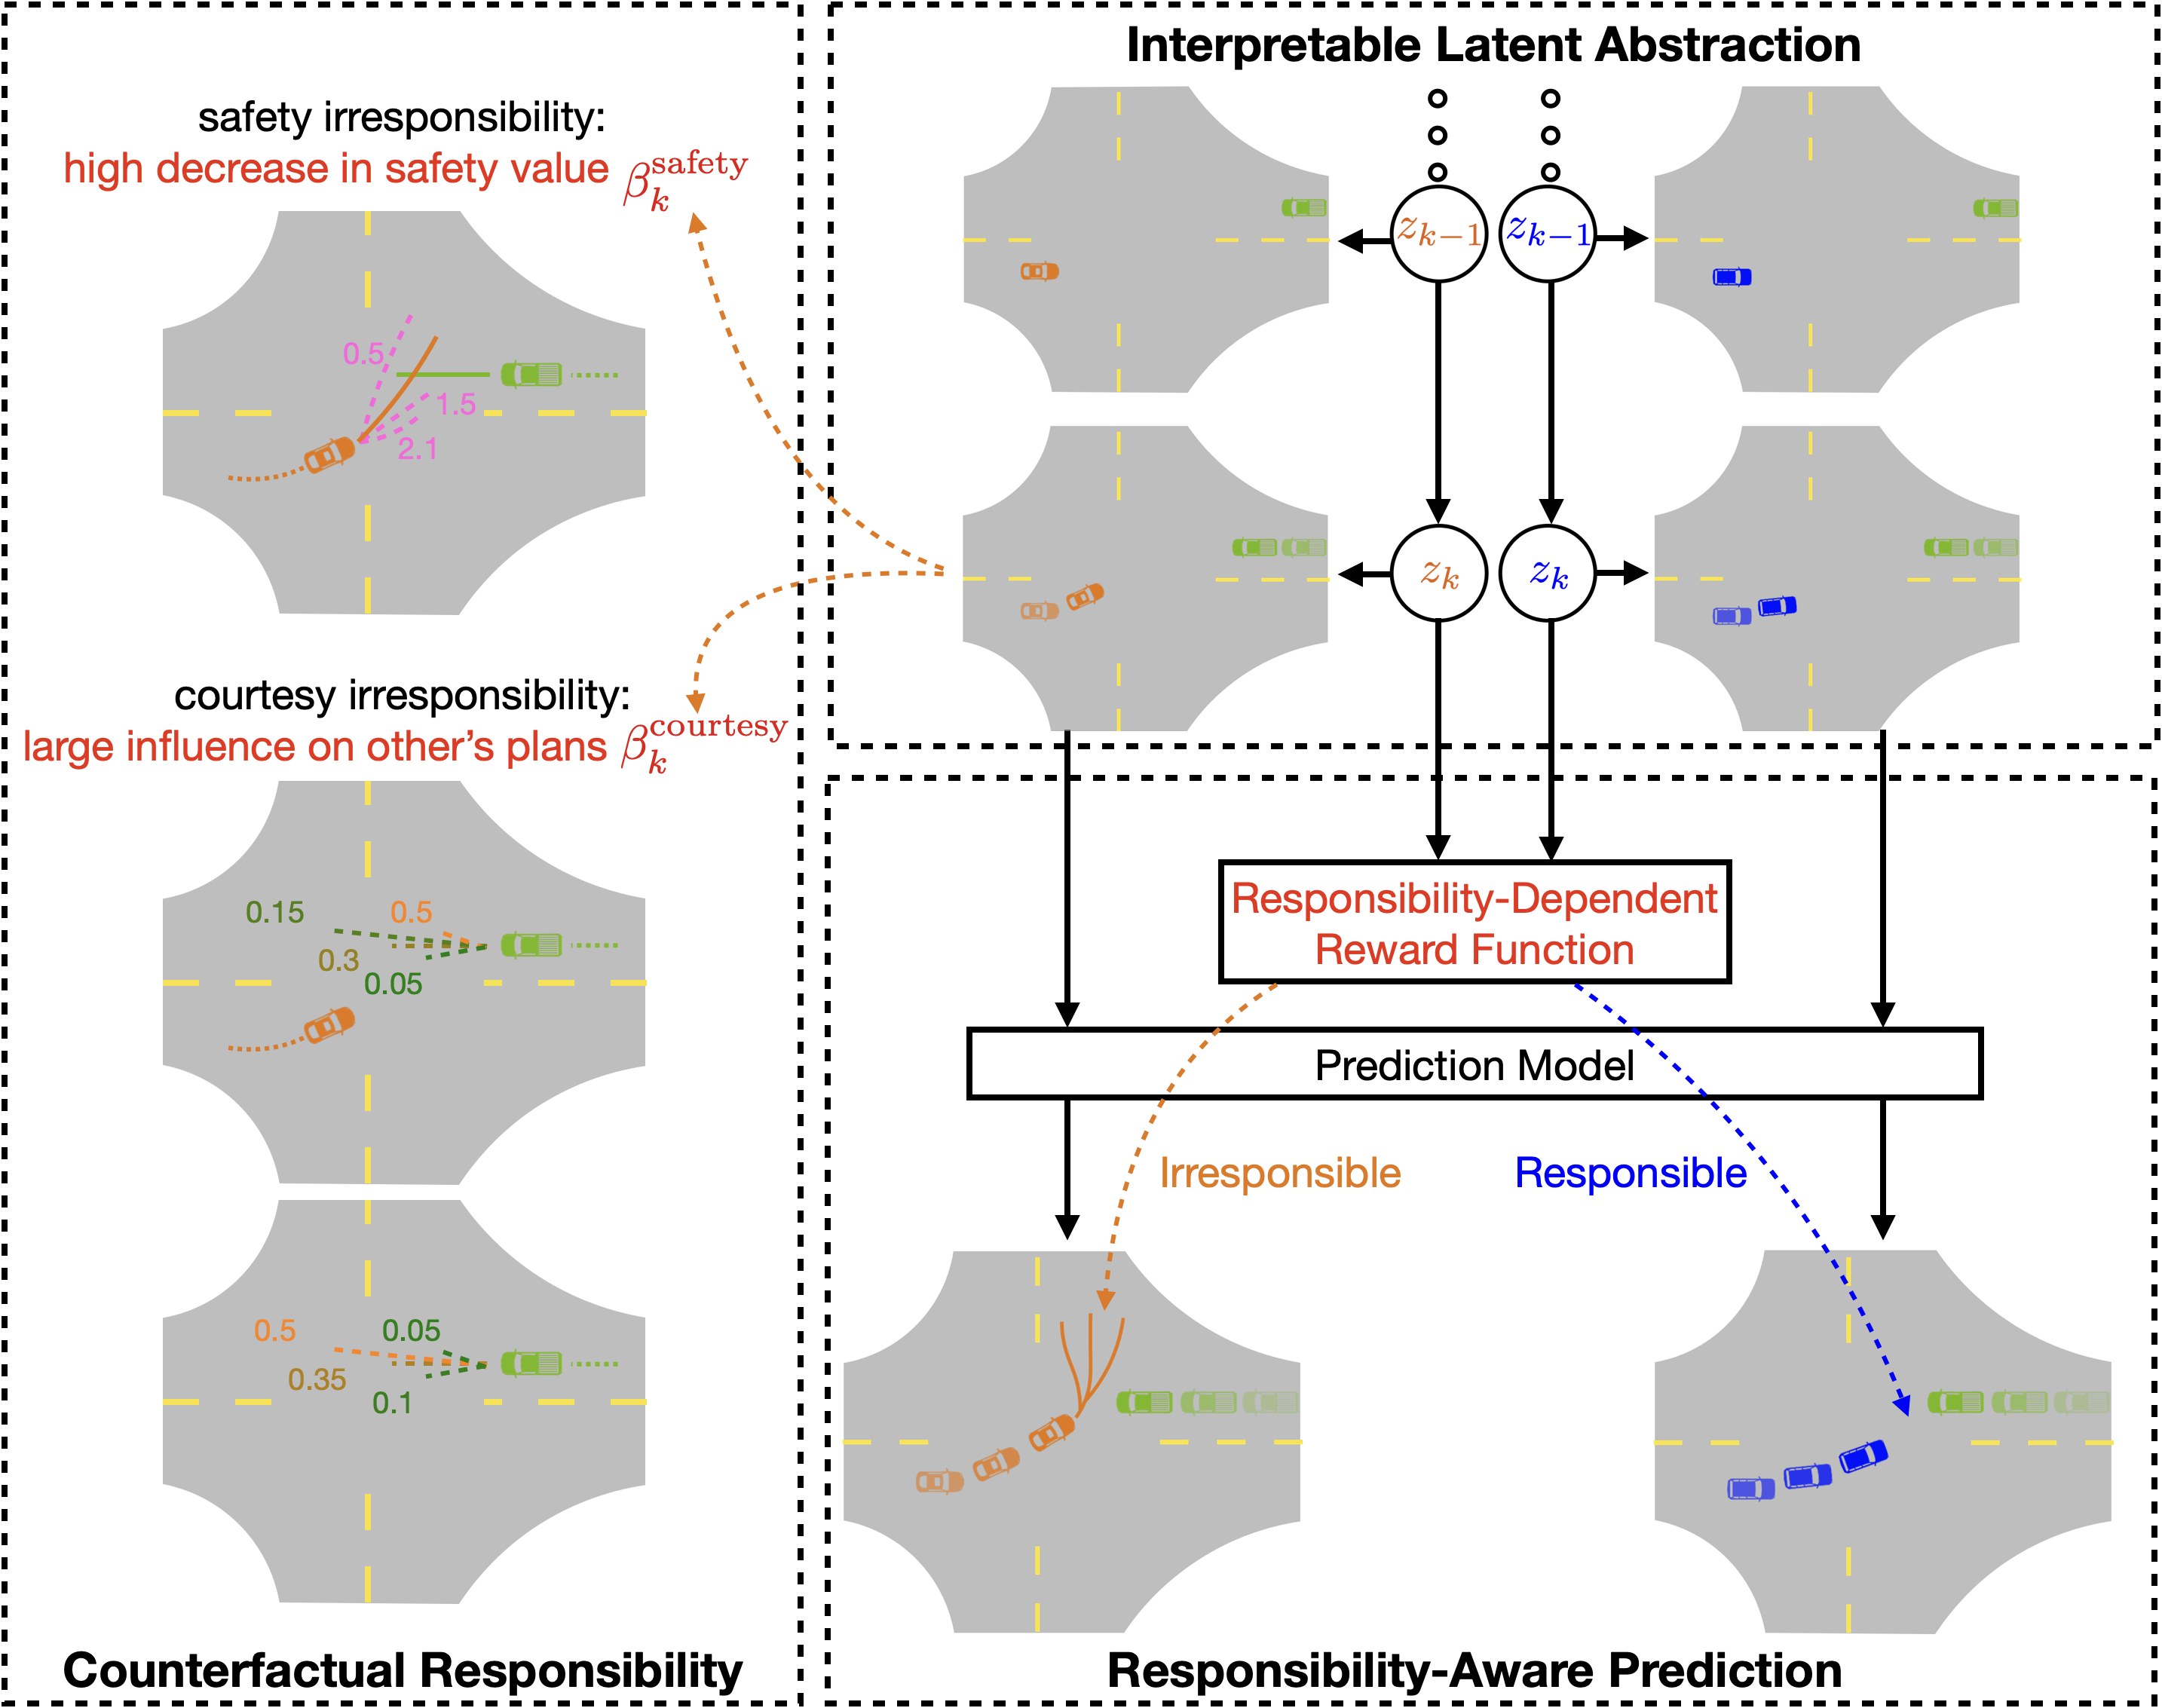 safety irresponsibility:
high decrease in safety value β_k^safety
0.5
1.5
2.1
courtesy irresponsibility:
large influence on other's plans β_k^courtesy
0.15
0.5
0.3
0.05
0.5
0.05
0.35
0.1
Counterfactual Responsibility
Interpretable Latent Abstraction
z_{k−1} z_{k−1}
z_k z_k
Responsibility-Dependent
Reward Function
Prediction Model
Irresponsible
Responsible
Responsibility-Aware Prediction